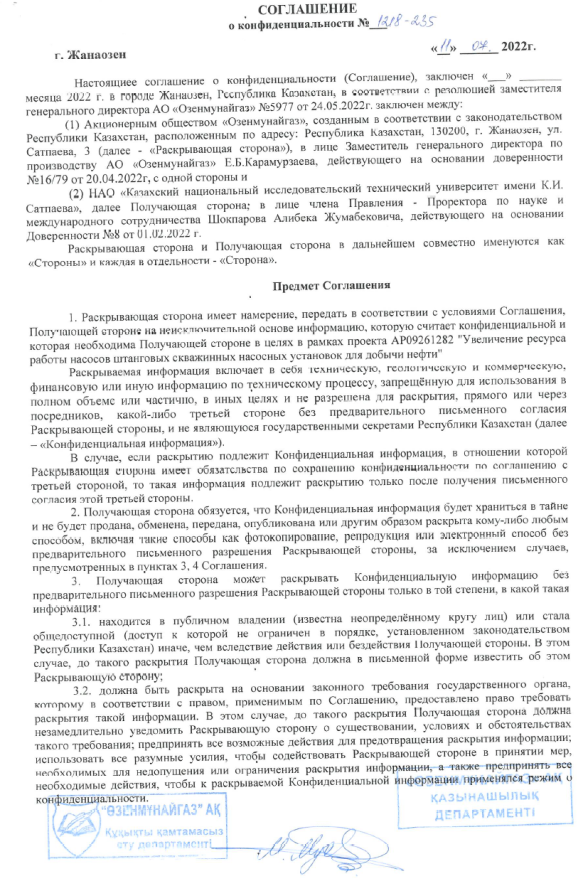 СОГЛАШЕНИЕ
о конфиденциальности № 1218-235
г. Жанаозен «11» 07 2022г.
Настоящиее соглашение о конфиденциальности (Соглашение), заключен «___» ________
месяца 2022 г. в городе Жанаозен, Республика Казахстан, в соответствии с резолюцией заместителя
генерального директора АО «Озенмунайгаз» №5977 от 24.05.2022г. заключен между:
(1) Акционерным обществом «Озенмунайгаз», созданным в соответствии с законодательством
Республики Казахстан, расположенным по адресу: Республика Казахстан, 130200, г. Жанаозен, ул.
Сатпаева, 3 (далее - «Раскрывающая сторона»), в лице Заместитель генерального директора по
производству АО «Озенмунайгаз» Е.Б.Карамурзаева, действующего на основании доверенности
№16/79 от 20.04.2022г, с одной стороны и
(2) НАО «Казахский национальный исследовательский технический университет имени К.И.
Сатпаева», далее Получающая сторона; в лице члена Правления - Проректора по науке и
международного сотрудничества Шокпарова Алибека Жумабековича, действующего на основании
Доверенности №8 от 01.02.2022 г.
Раскрывающая сторона и Получающая сторона в дальнейшем совместно именуются как
«Стороны» и каждая в отдельности - «Сторона».
Предмет Соглашения
1. Раскрывающая сторона имеет намерение, передать в соответствии с условиями Соглашения,
Получающей стороне на неисключительной основе информацию, которую считает конфиденциальной и
которая необходима Получающей стороне в целях в рамках проекта АР09261282 "Увеличение ресурса
работы насосов штанговых скважинных насосных установок для добычи нефти"
Раскрываемая информация включает в себя техническую, геологическую и коммерческую,
финансовую или иную информацию по техническому процессу, запрещённую для использования в
полном объеме или частично, в иных целях и не разрешена для раскрытия, прямого или через
посредников, какой-либо третьей стороне без предварительного письменного согласия
Раскрывающей стороны, и не являющуюся государственными секретами Республики Казахстан (далее
– «Конфиденциальная информация»).
В случае, если раскрытию подлежит Конфиденциальная информация, в отношении которой
Раскрывающая сторона имеет обязательства по сохранению конфиденциальности по соглашению с
третьей стороной, то такая информация подлежит раскрытию только после получения письменного
согласия этой третьей стороны.
2. Получающая сторона обязуется, что Конфиденциальная информация будет храниться в тайне
и не будет продана, обменена, передана, опубликована или другим образом раскрыта кому-либо любым
способом, включая такие способы как фотокопирование, репродукция или электронный способ без
предварительного письменного разрешения Раскрывающей стороны, за исключением случаев,
предусмотренных в пунктах 3, 4 Соглашения.
3. Получающая сторона может раскрывать Конфиденциальную информацию без
предварительного письменного разрешения Раскрывающей стороны только в той степени, в какой такая
информация:
3.1. находится в публичном владении (известна неопределённому кругу лиц) или стала
общедоступной (доступ к которой не ограничен в порядке, установленном законодательством
Республики Казахстан) иначе, чем вследствие действия или бездействия Получающей стороны. В этом
случае, до такого раскрытия Получающая сторона должна в письменной форме известить об этом
Раскрывающую сторону;
3.2. должна быть раскрыта на основании законного требования государственного органа,
которому в соответствии с правом, применимым по Соглашению, предоставлено право требовать
раскрытия такой информации. В этом случае, до такого раскрытия Получающая сторона должна
незамедлительно уведомить Раскрывающую сторону о существовании, условиях и обстоятельствах
такого требования; предпринять все возможные действия для предотвращения раскрытия информации;
использовать все разумные усилия, чтобы содействовать Раскрывающей стороне в принятии мер,
необходимых для недопущения или ограничения раскрытия информации, а также предпринять все
необходимые действия, чтобы к раскрываемой Конфиденциальной информации применялся режим о
конфиденциальности.
"ӨЗЕНМҰНАЙГАЗ" АҚ
Құқықты қамтамасыз
ету департаменті
ҚАЗЫНАШЫЛЫҚ
ДЕПАРТАМЕНТІ